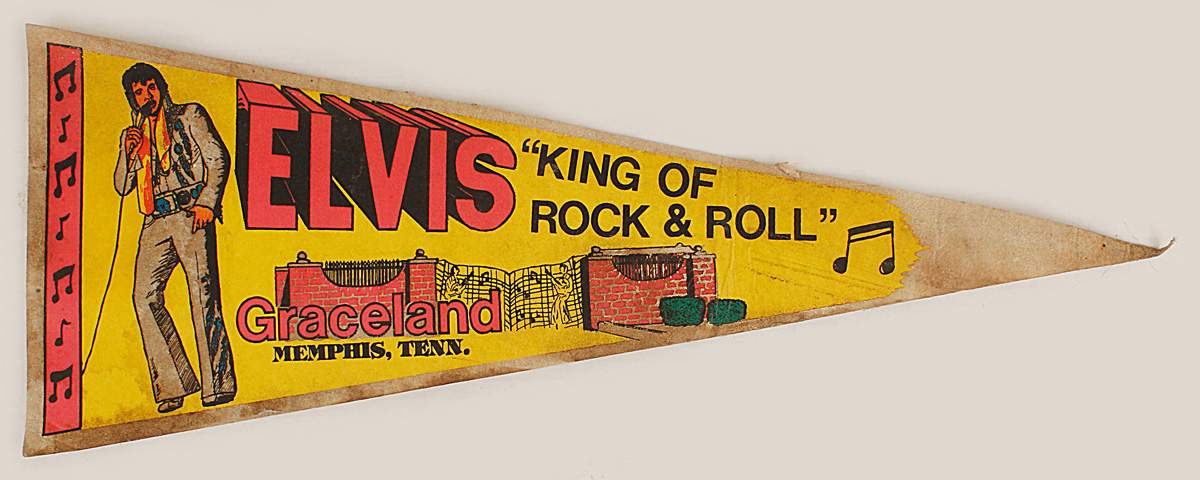 ELVIS
"KING OF
ROCK & ROLL"
Graceland
MEMPHIS, TENN.